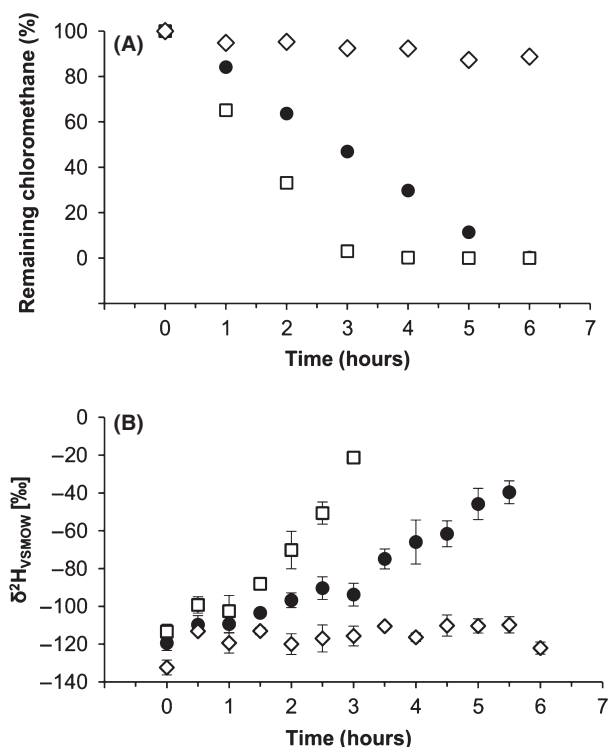 (A)
Remaining chloromethane (%)
100
80
60
40
20
0
0 1 2 3 4 5 6 7
Time (hours)
(B)
δ²H_VSMOW [‰]
0
−20
−40
−60
−80
−100
−120
−140
0 1 2 3 4 5 6 7
Time (hours)